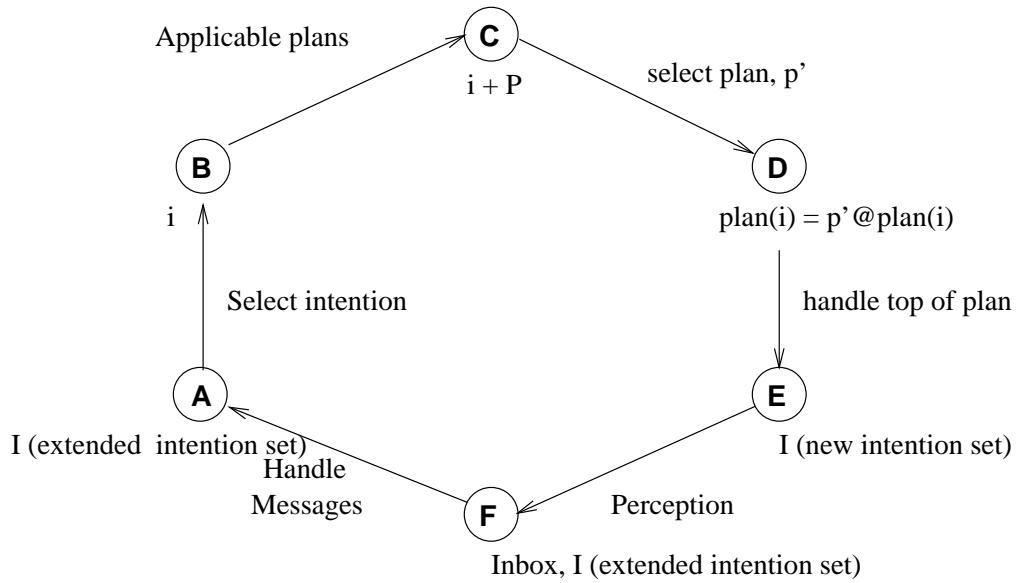 Applicable plans
C
i + P
select plan, p’
B
i
D
plan(i) = p’@plan(i)
Select intention
handle top of plan
A
I (extended  intention set)
E
I (new intention set)
Handle
Messages
F
Perception
Inbox, I (extended intention set)